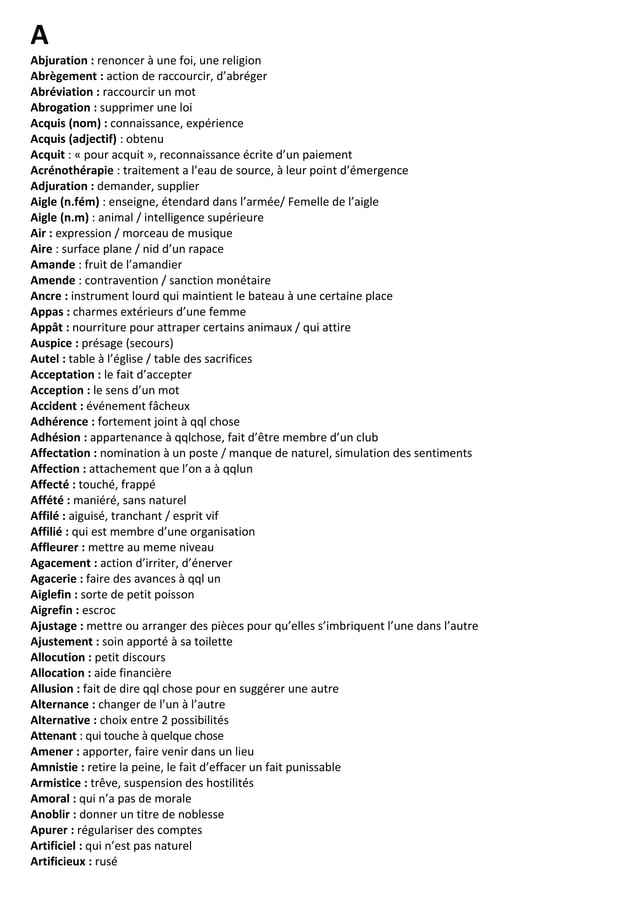 A
Abjuration : renoncer à une foi, une religion
Abrègement : action de raccourcir, d’abréger
Abréviation : raccourcir un mot
Abrogation : supprimer une loi
Acquis (nom) : connaissance, expérience
Acquis (adjectif) : obtenu
Acquit : « pour acquit », reconnaissance écrite d’un paiement
Acrénothérapie : traitement a l’eau de source, à leur point d’émergence
Adjuration : demander, supplier
Aigle (n.fém) : enseigne, étendard dans l’armée/ Femelle de l’aigle
Aigle (n.m) : animal / intelligence supérieure
Air : expression / morceau de musique
Aire : surface plane / nid d’un rapace
Amande : fruit de l’amandier
Amende : contravention / sanction monétaire
Ancre : instrument lourd qui maintient le bateau à une certaine place
Appas : charmes extérieurs d’une femme
Appât : nourriture pour attraper certains animaux / qui attire
Auspice : présage (secours)
Autel : table à l’église / table des sacrifices
Acceptation : le fait d’accepter
Acception : le sens d’un mot
Accident : événement fâcheux
Adhérence : fortement joint à qql chose
Adhésion : appartenance à qqlchose, fait d’être membre d’un club
Affectation : nomination à un poste / manque de naturel, simulation des sentiments
Affection : attachement que l’on a à qqlun
Affecté : touché, frappé
Affété : maniéré, sans naturel
Affilé : aiguisé, tranchant / esprit vif
Affilié : qui est membre d’une organisation
Affleurer : mettre au meme niveau
Agacement : action d’irriter, d’énerver
Agacerie : faire des avances à qql un
Aiglefin : sorte de petit poisson
Aigrefin : escroc
Ajustage : mettre ou arranger des pièces pour qu’elles s’imbriquent l’une dans l’autre
Ajustement : soin apporté à sa toilette
Allocution : petit discours
Allocation : aide financière
Allusion : fait de dire qql chose pour en suggérer une autre
Alternance : changer de l’un à l’autre
Alternative : choix entre 2 possibilités
Attenant : qui touche à quelque chose
Amener : apporter, faire venir dans un lieu
Amnistie : retire la peine, le fait d’effacer un fait punissable
Armistice : trêve, suspension des hostilités
Amoral : qui n’a pas de morale
Anoblir : donner un titre de noblesse
Apurer : régulariser des comptes
Artificiel : qui n’est pas naturel
Artificieux : rusé